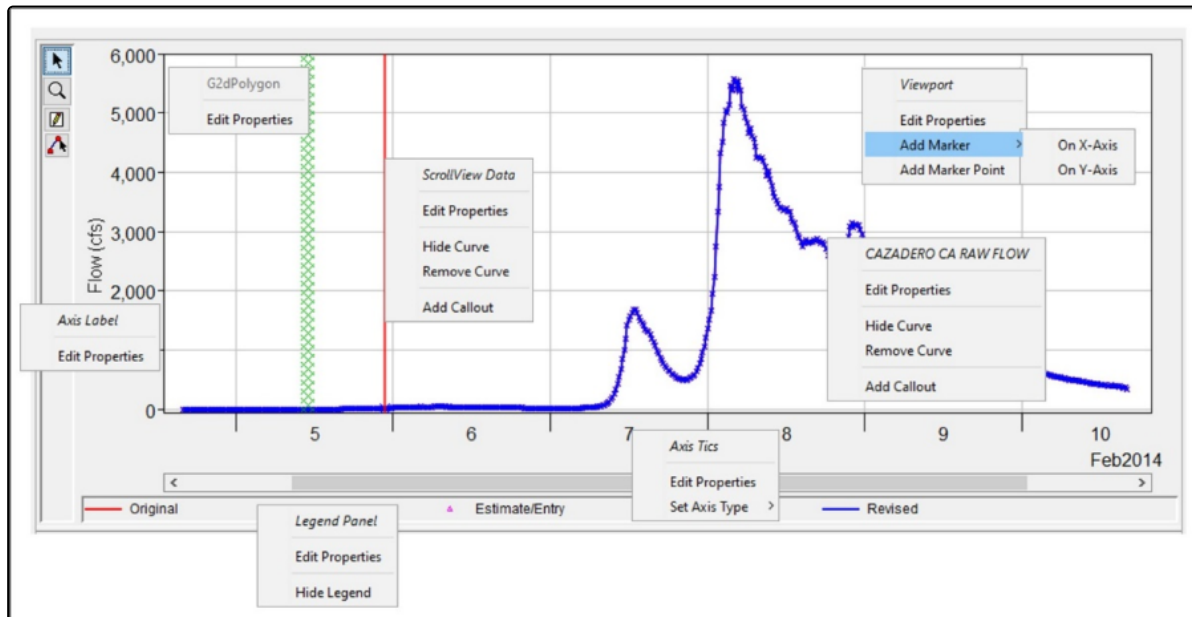 6,000
5,000
4,000
3,000
2,000
0
Flow (cfs)
G2dPolygon
Edit Properties
ScrollView Data
Edit Properties
Hide Curve
Remove Curve
Add Callout
Viewport
Edit Properties
Add Marker >
Add Marker Point
On X-Axis
On Y-Axis
CAZADERO CA RAW FLOW
Edit Properties
Hide Curve
Remove Curve
Add Callout
Axis Label
Edit Properties
5 6 7 8 9 10
Feb2014
Axis Tics
Edit Properties
Set Axis Type >
Original Estimate/Entry Revised
Legend Panel
Edit Properties
Hide Legend